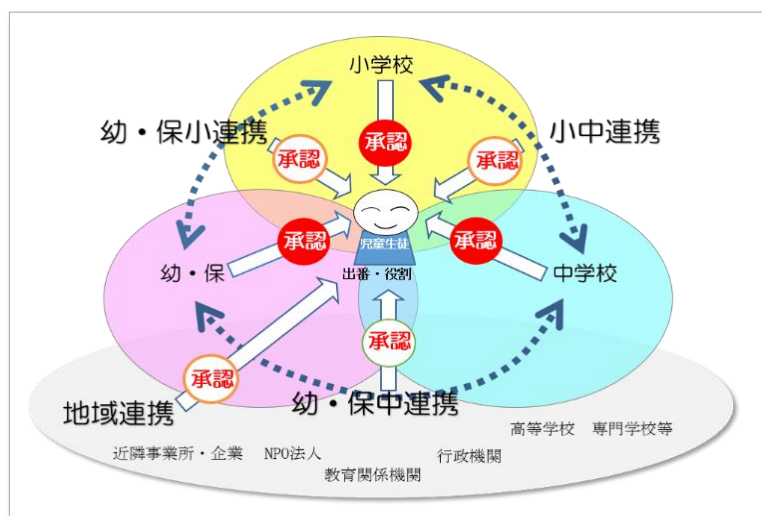 小学校
幼・保小連携
承認
承認
承認
小中連携
児童生徒
承認
承認
幼・保
出番・役割
中学校
承認
承認
地域連携
幼・保中連携
高等学校　専門学校等
近隣事業所・企業
NPO法人
行政機関
教育関係機関